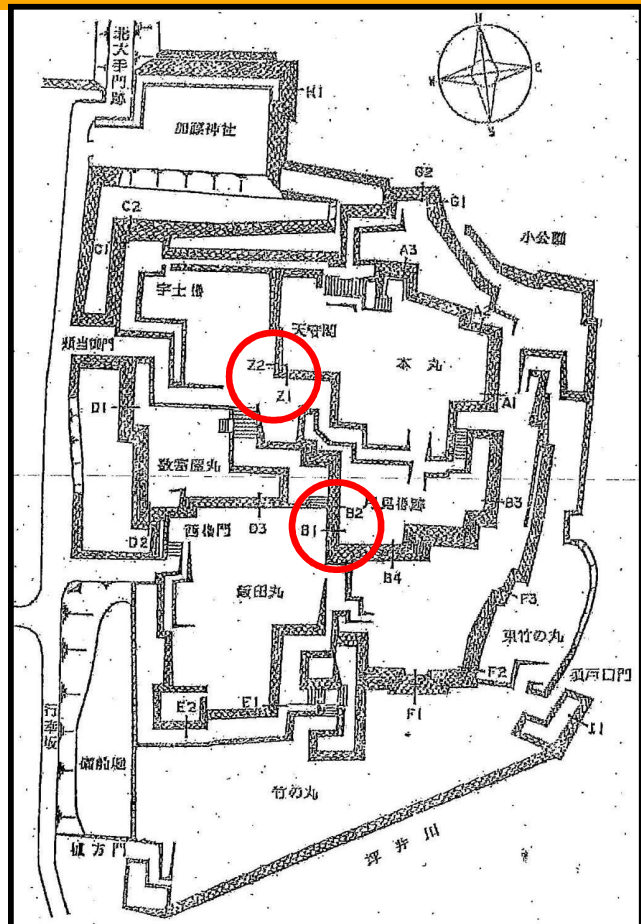 北大手門跡
加藤神社
H1
N
E
S
W
G2
G1
小公園
C2
C1
A3
宇土櫓
天守閣
本丸
A2
頬当御門
Z2
Z1
A1
D1
数寄屋丸
月見櫓跡
B2
B3
D3
B1
D2
西櫓門
B4
飯田丸
F3
東竹の丸
須戸口門
F2
E2
E1
F1
行幸坂
備前堀
竹の丸
坪井川